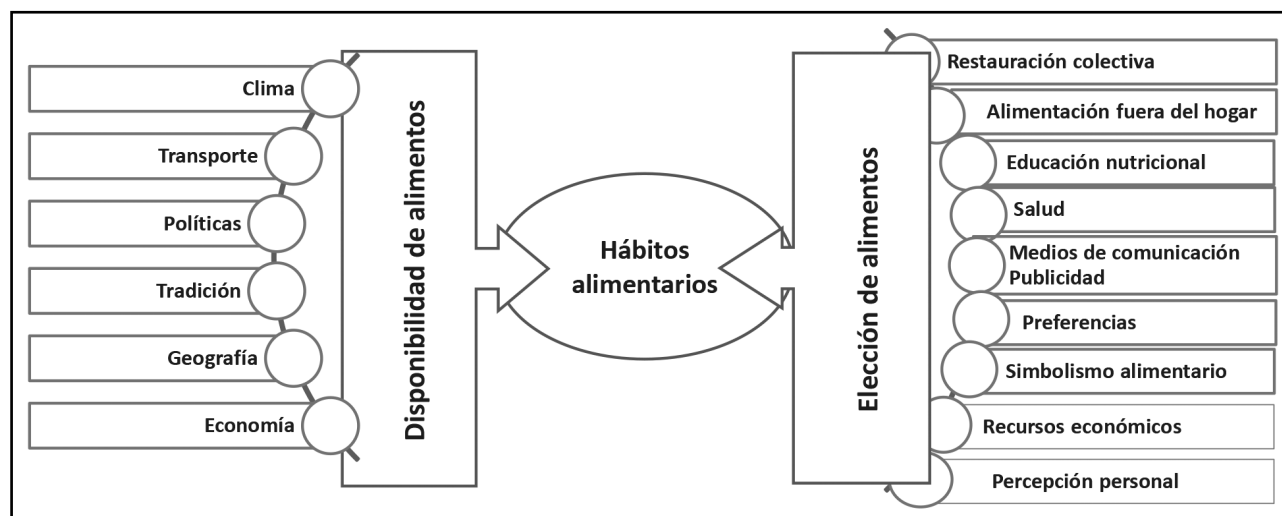 Clima
Transporte
Políticas
Tradición
Geografía
Economía
Disponibilidad de alimentos
Hábitos
alimentarios
Elección de alimentos
Restauración colectiva
Alimentación fuera del hogar
Educación nutricional
Salud
Medios de comunicación
Publicidad
Preferencias
Simbolismo alimentario
Recursos económicos
Percepción personal